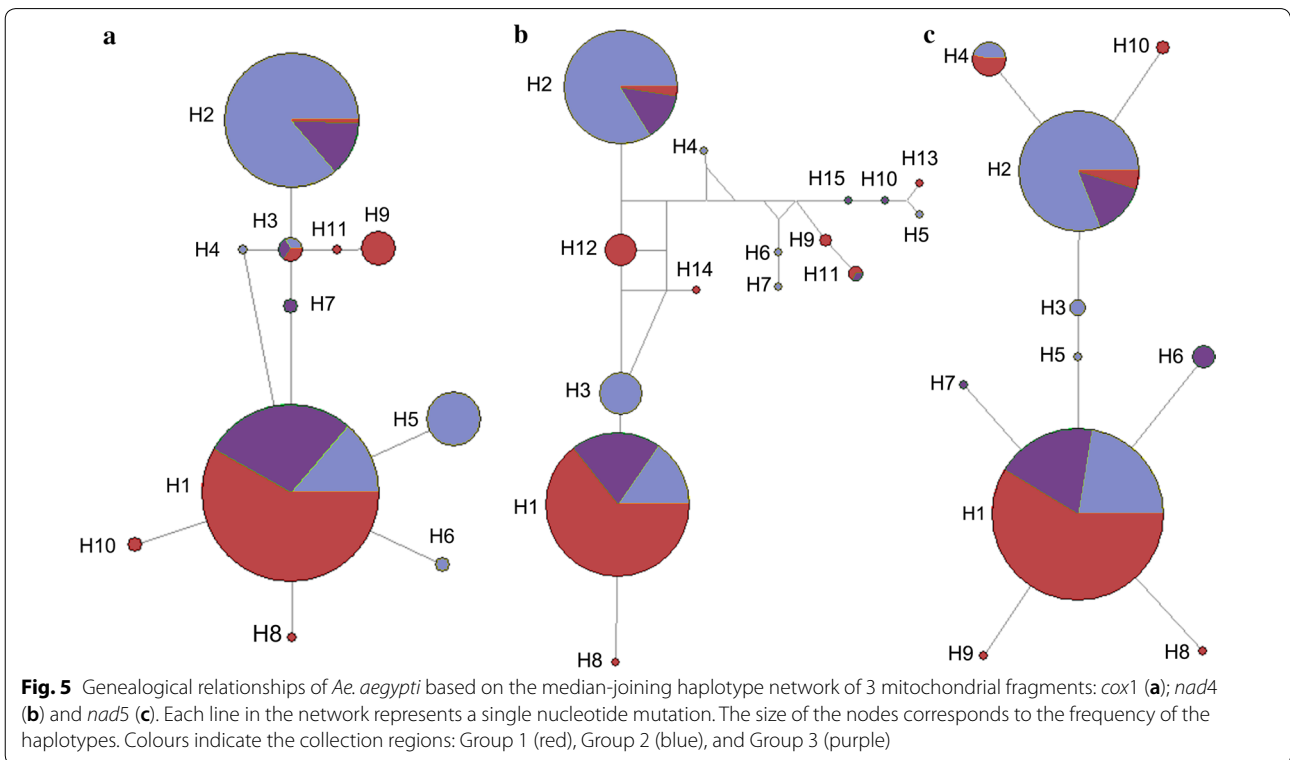 a
b
c
H2
H3
H11
H9
H4
H7
H5
H1
H10
H6
H8
H2
H4
H13
H15
H10
H5
H12
H6
H9
H14
H7
H11
H3
H1
H8
H4
H10
H2
H3
H5
H6
H7
H1
H9
H8
Fig. 5 Genealogical relationships of Ae. aegypti based on the median-joining haplotype network of 3 mitochondrial fragments: cox1 (a); nad4
(b) and nad5 (c). Each line in the network represents a single nucleotide mutation. The size of the nodes corresponds to the frequency of the
haplotypes. Colours indicate the collection regions: Group 1 (red), Group 2 (blue), and Group 3 (purple)